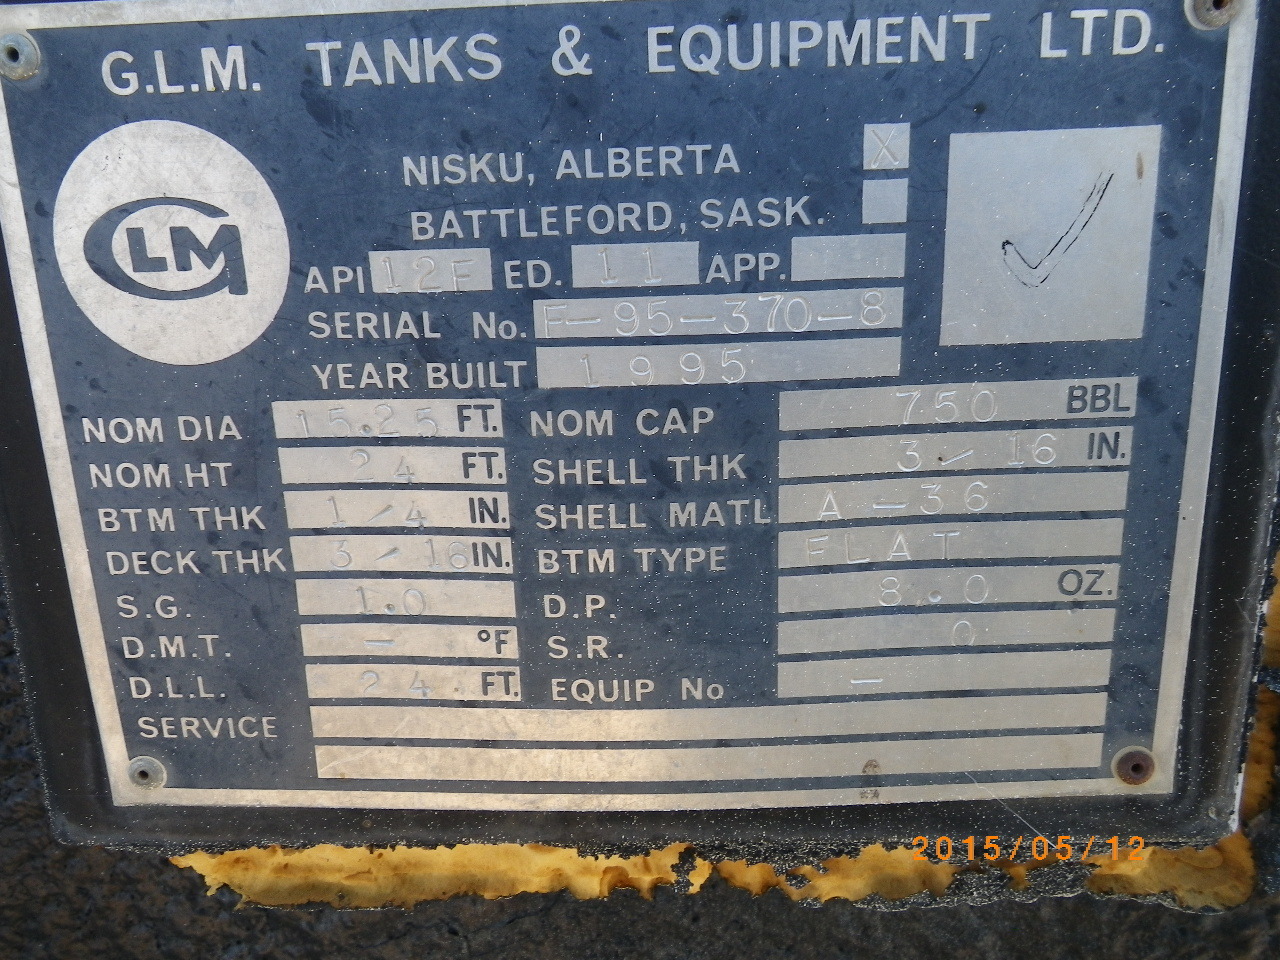 G.L.M. TANKS & EQUIPMENT LTD.
NISKU, ALBERTA X
BATTLEFORD, SASK.
GLM
API 12F ED. 11 APP.
SERIAL No. F-95-370-8
YEAR BUILT 1995
NOM DIA 15.25 FT. NOM CAP 750 BBL
NOM HT 24 FT. SHELL THK 3/16 IN.
BTM THK 1/4 IN. SHELL MATL A-36
DECK THK 3/16 IN. BTM TYPE FLAT
S.G. 1.0 D.P. 8.0 OZ.
D.M.T. - °F S.R. 0
D.L.L. 24 FT. EQUIP No -
SERVICE
2015/05/12